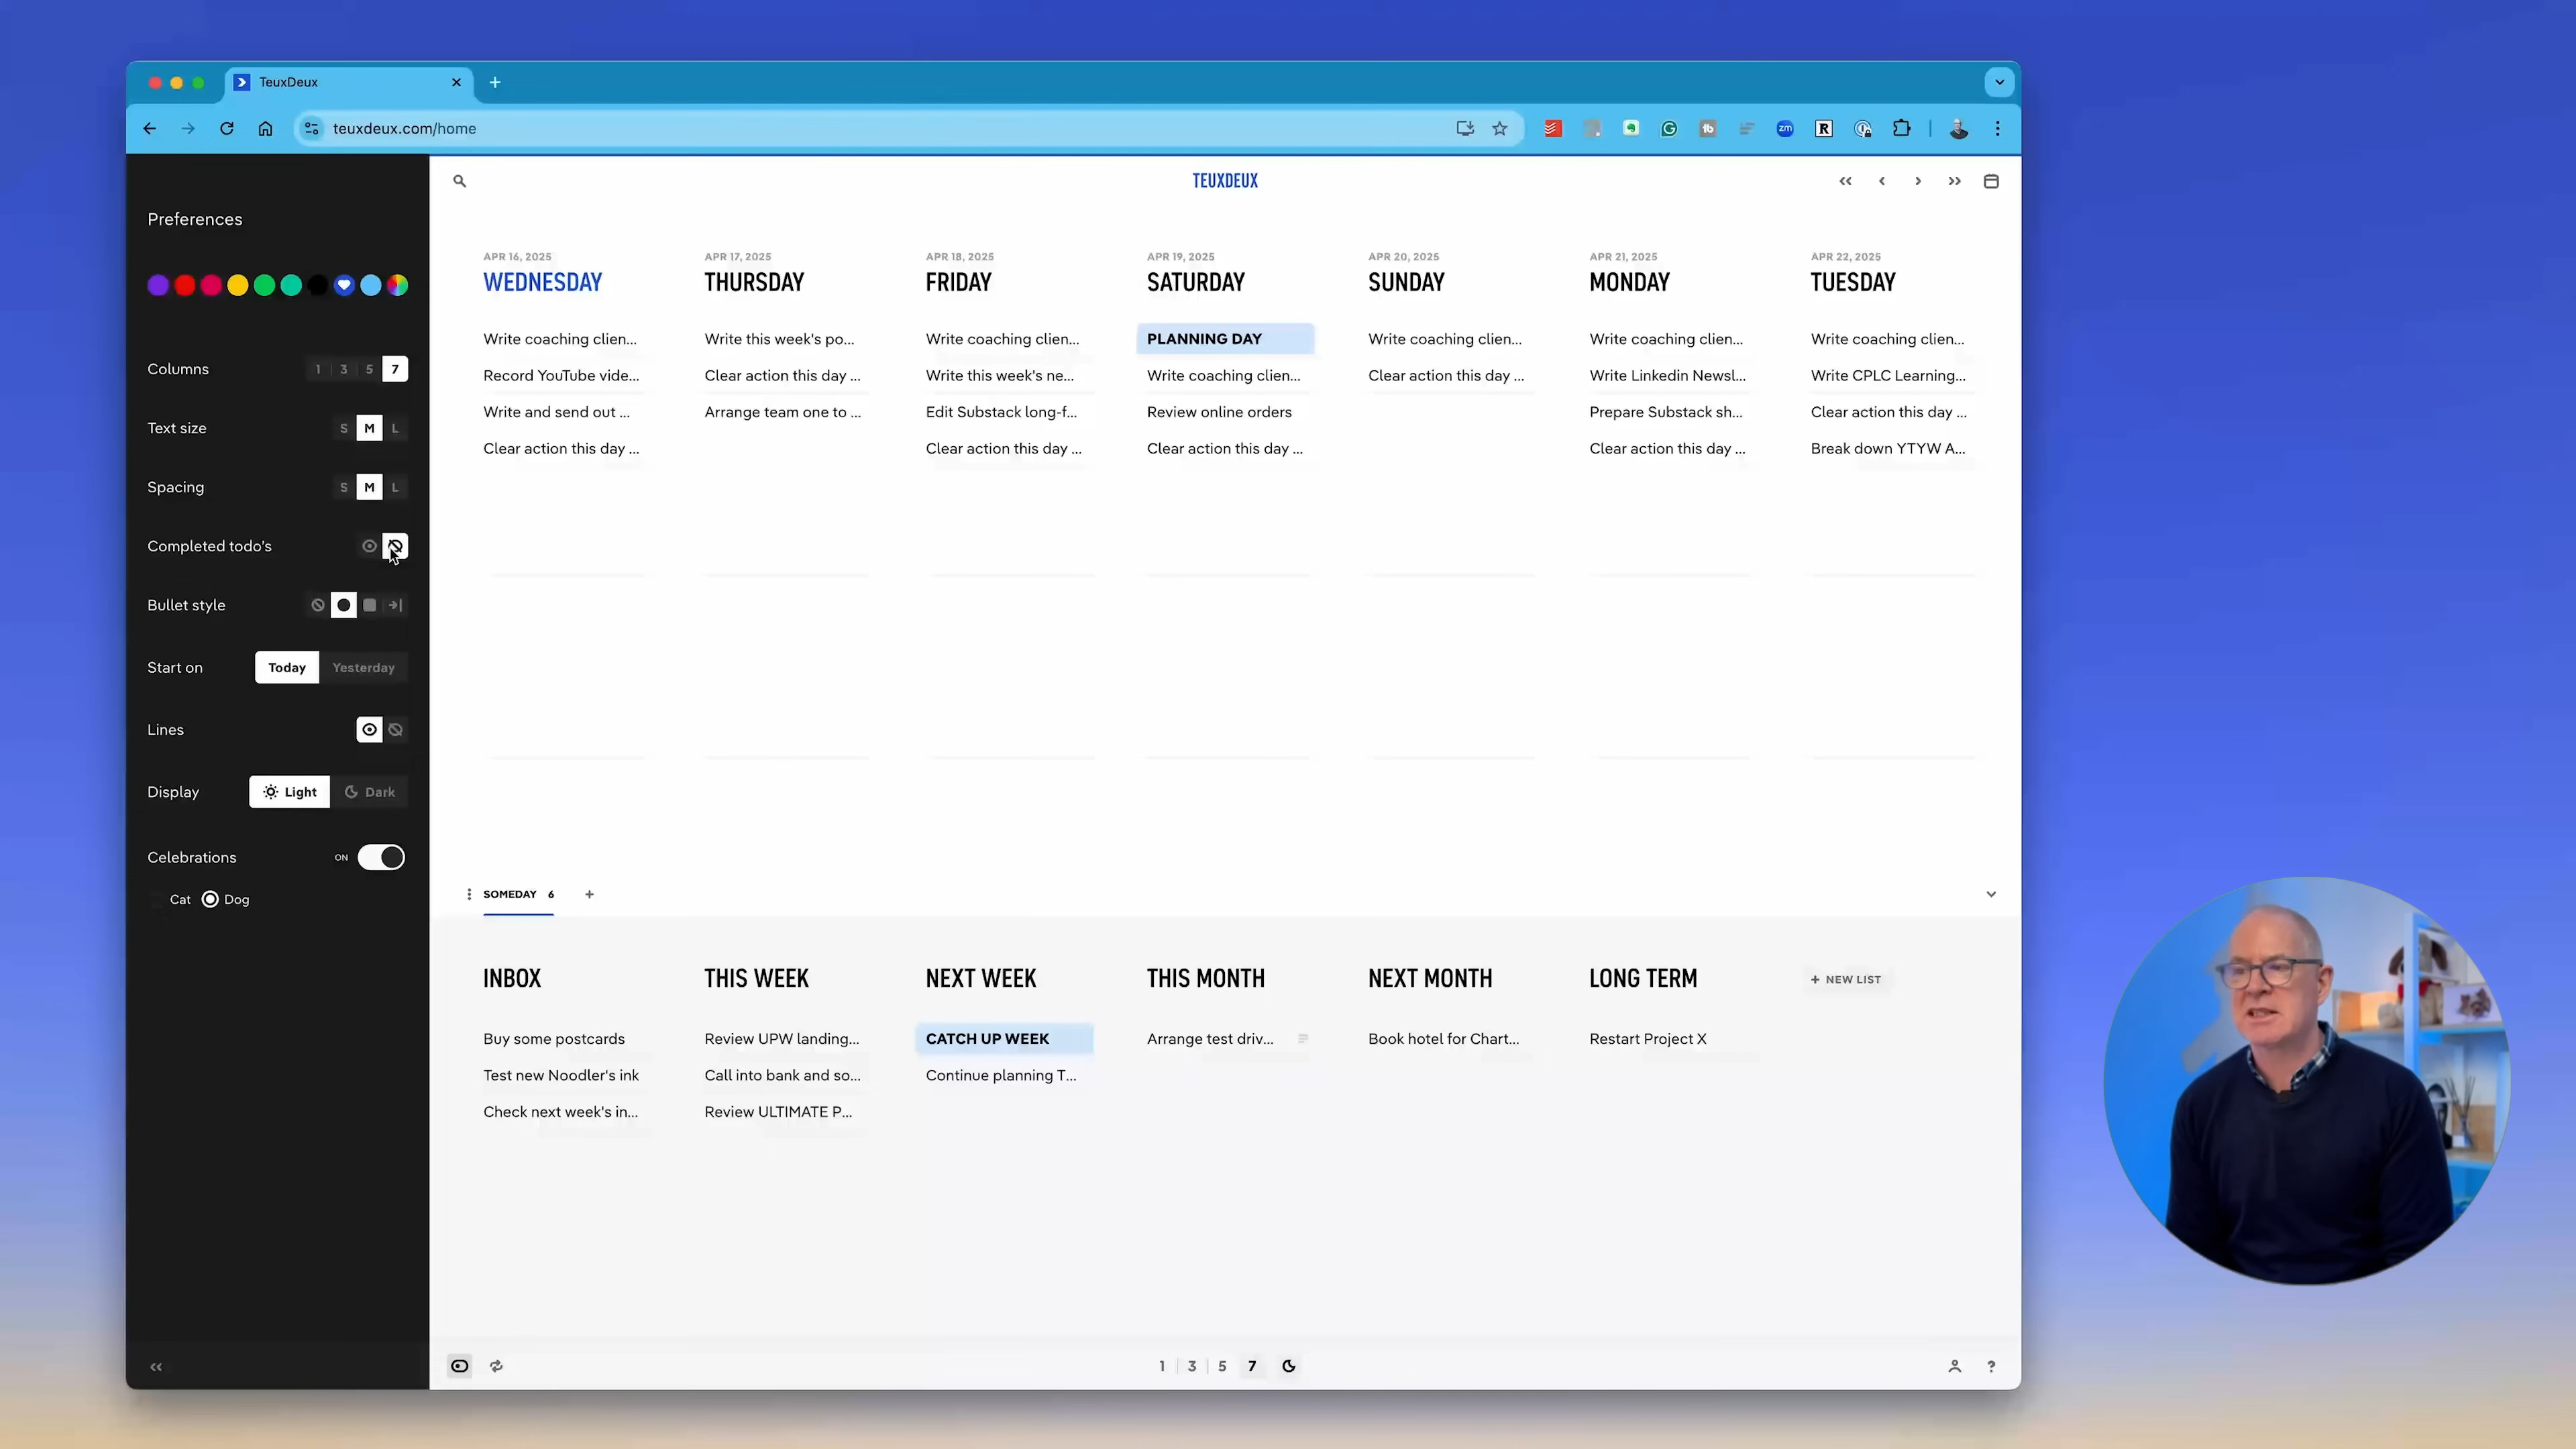 TeuxDeux
teuxdeux.com/home
Preferences
Columns 1 3 5 7
Text size S M L
Spacing S M L
Completed todo's
Bullet style
Start on Today Yesterday
Lines
Display Light Dark
Celebrations ON
Cat Dog
TEUXDEUX
APR 16, 2025
WEDNESDAY
Write coaching clien...
Record YouTube vide...
Write and send out ...
Clear action this day ...
APR 17, 2025
THURSDAY
Write this week's po...
Clear action this day ...
Arrange team one to ...
APR 18, 2025
FRIDAY
Write coaching clien...
Write this week's ne...
Edit Substack long-f...
Clear action this day ...
APR 19, 2025
SATURDAY
PLANNING DAY
Write coaching clien...
Review online orders
Clear action this day ...
APR 20, 2025
SUNDAY
Write coaching clien...
Clear action this day ...
APR 21, 2025
MONDAY
Write coaching clien...
Write Linkedin Newsl...
Prepare Substack sh...
Clear action this day ...
APR 22, 2025
TUESDAY
Write coaching clien...
Write CPLC Learning...
Clear action this day ...
Break down YTYW A...
SOMEDAY 6
INBOX
Buy some postcards
Test new Noodler's ink
Check next week's in...
THIS WEEK
Review UPW landing...
Call into bank and so...
Review ULTIMATE P...
NEXT WEEK
CATCH UP WEEK
Continue planning T...
THIS MONTH
Arrange test driv...
NEXT MONTH
Book hotel for Chart...
LONG TERM
Restart Project X
+ NEW LIST
1 3 5 7
?
tb
zm
R